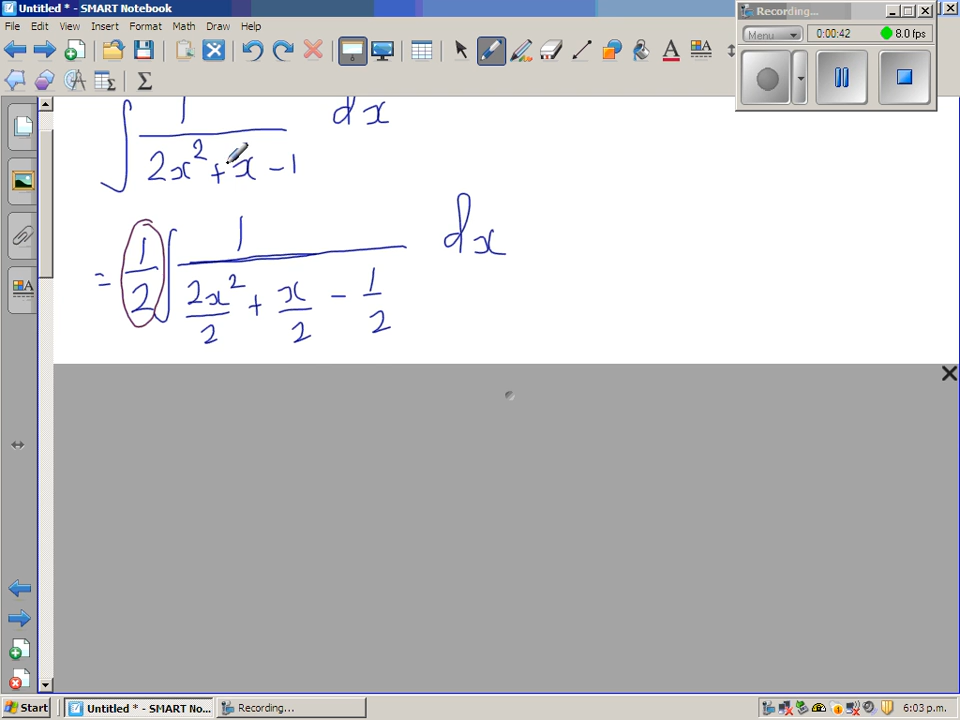 Untitled * - SMART Notebook
File Edit View Insert Format Math Draw Help
Recording...
Menu 0:00:42 8.0 fps
∫ 1/(2x² + x - 1) dx
= 1/2 ∫ 1/(2x²/2 + x/2 - 1/2) dx
Start Untitled * - SMART No... Recording... 6:03 p.m.